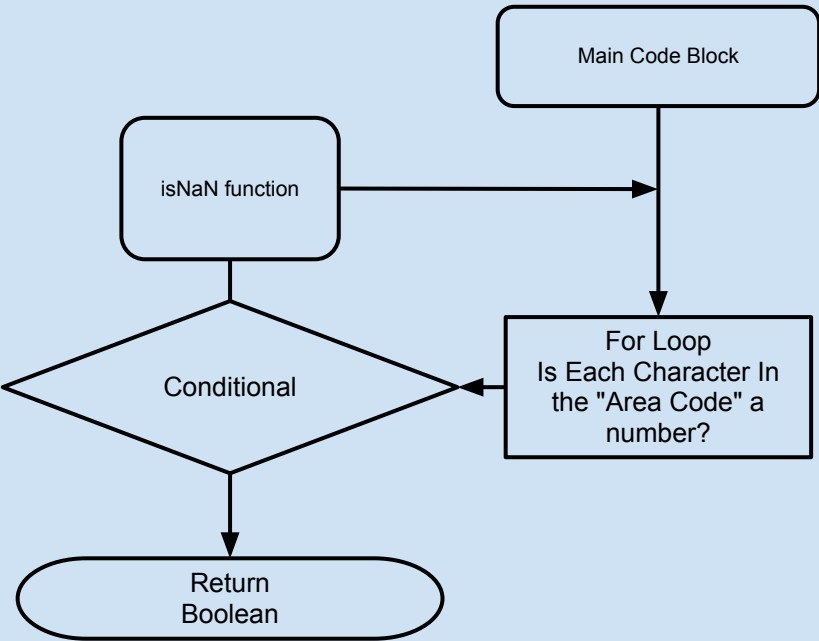 Main Code Block
isNaN function
For Loop
Is Each Character In
the "Area Code" a
number?
Conditional
Return
Boolean